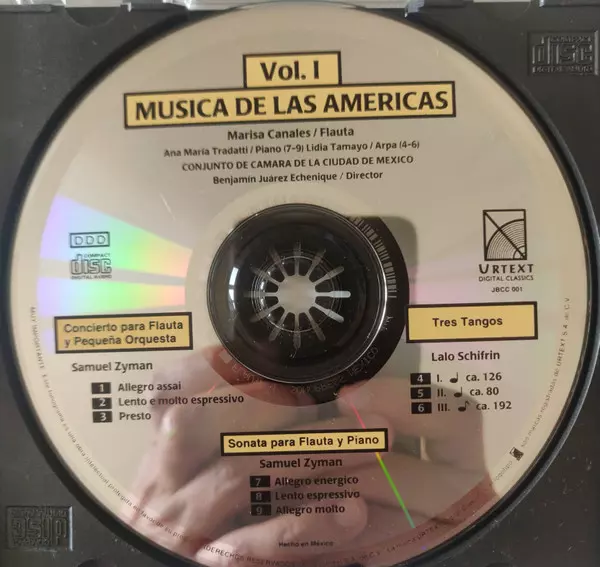 Vol. I
MUSICA DE LAS AMERICAS
Marisa Canales / Flauta
Ana María Tradatti / Piano (7-9) Lidia Tamayo / Arpa (4-6)
CONJUNTO DE CAMARA DE LA CIUDAD DE MEXICO
Benjamín Juárez Echenique / Director
DDD
COMPACT
disc
DIGITAL AUDIO
URTEXT
DIGITAL CLASSICS
JBCC 001
Concierto para Flauta
y Pequeña Orquesta
Samuel Zyman
1 Allegro assai
2 Lento e molto espressivo
3 Presto
Tres Tangos
Lalo Schifrin
4 I. ♩ ca. 126
5 II. ♩ ca. 80
6 III. ♪ ca. 192
Sonata para Flauta y Piano
Samuel Zyman
7 Allegro energico
8 Lento espressivo
9 Allegro molto
Hecho en México
MUY IMPORTANTE
disc
disc